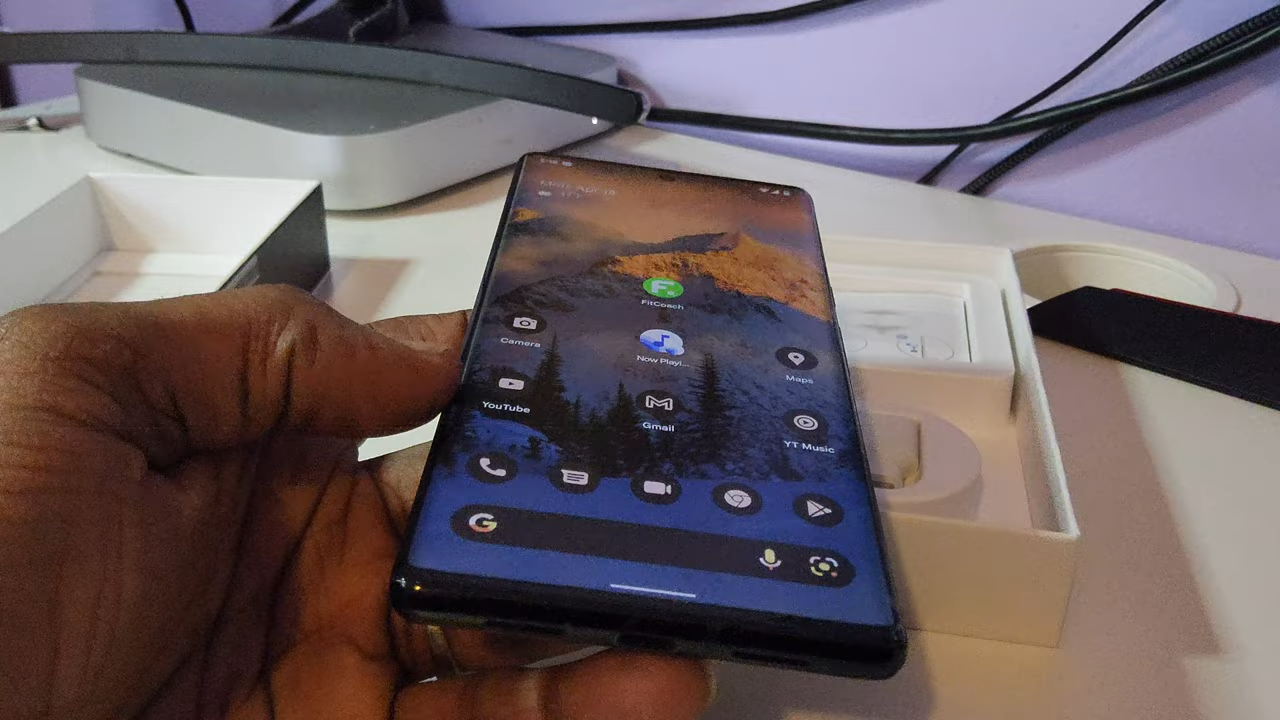 FitCoach
Camera
Now Playi...
Maps
YouTube
Gmail
YT Music